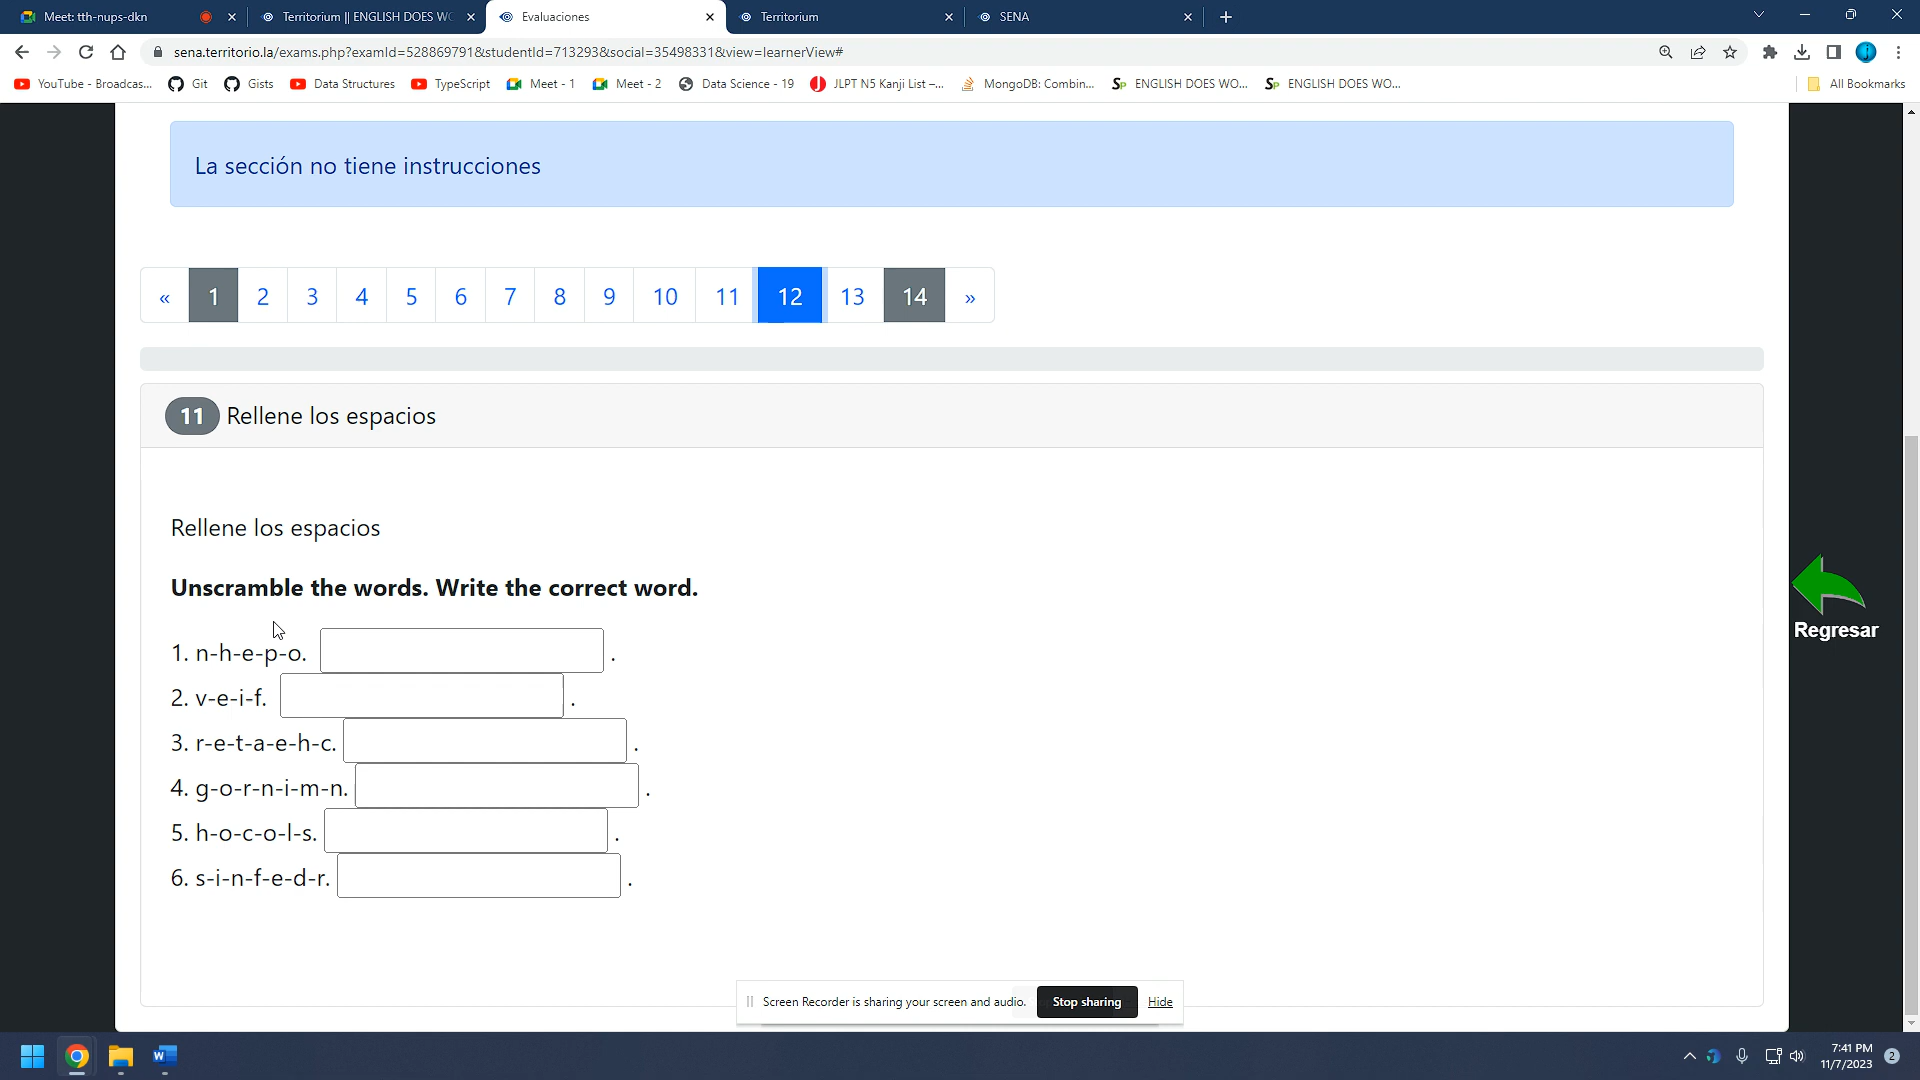 Meet: tth-nups-dkn
Territorium || ENGLISH DOES WO
Evaluaciones
Territorium
SENA
sena.territorio.la/exams.php?examId=528869791&studentId=713293&social=35498331&view=learnerView#
YouTube - Broadcas...
Git
Gists
Data Structures
TypeScript
Meet - 1
Meet - 2
Data Science - 19
JLPT N5 Kanji List –...
MongoDB: Combin...
ENGLISH DOES WO...
ENGLISH DOES WO...
All Bookmarks
La sección no tiene instrucciones
« 1 2 3 4 5 6 7 8 9 10 11 12 13 14 »
11 Rellene los espacios
Rellene los espacios
Unscramble the words. Write the correct word.
1. n-h-e-p-o. .
2. v-e-i-f. .
3. r-e-t-a-e-h-c. .
4. g-o-r-n-i-m-n. .
5. h-o-c-o-l-s. .
6. s-i-n-f-e-d-r. .
Regresar
Screen Recorder is sharing your screen and audio. Stop sharing Hide
7:41 PM
11/7/2023
2